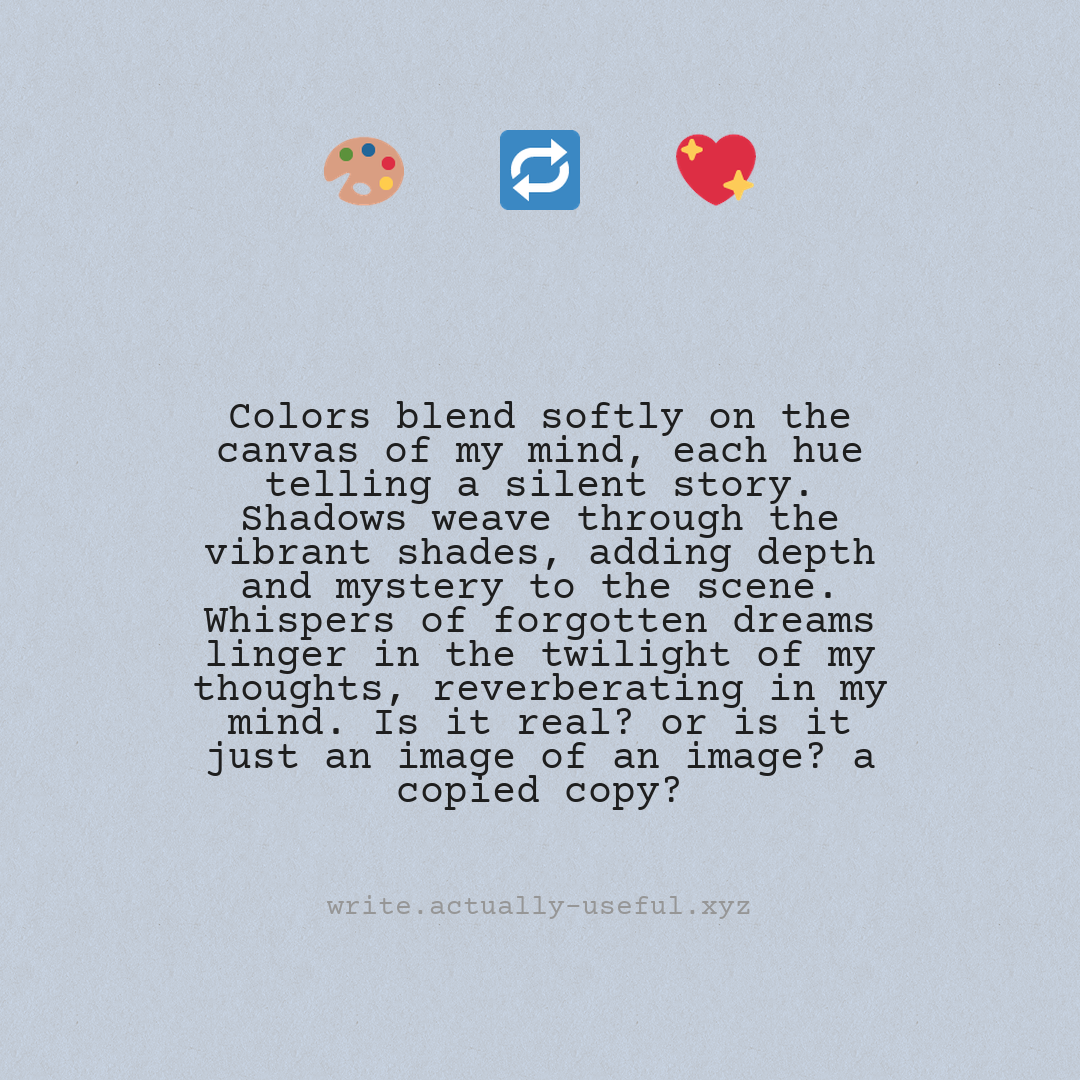 Colors blend softly on the
canvas of my mind, each hue
telling a silent story.
Shadows weave through the
vibrant shades, adding depth
and mystery to the scene.
Whispers of forgotten dreams
linger in the twilight of my
thoughts, reverberating in my
mind. Is it real? or is it
just an image of an image? a
copied copy?
write.actually-useful.xyz